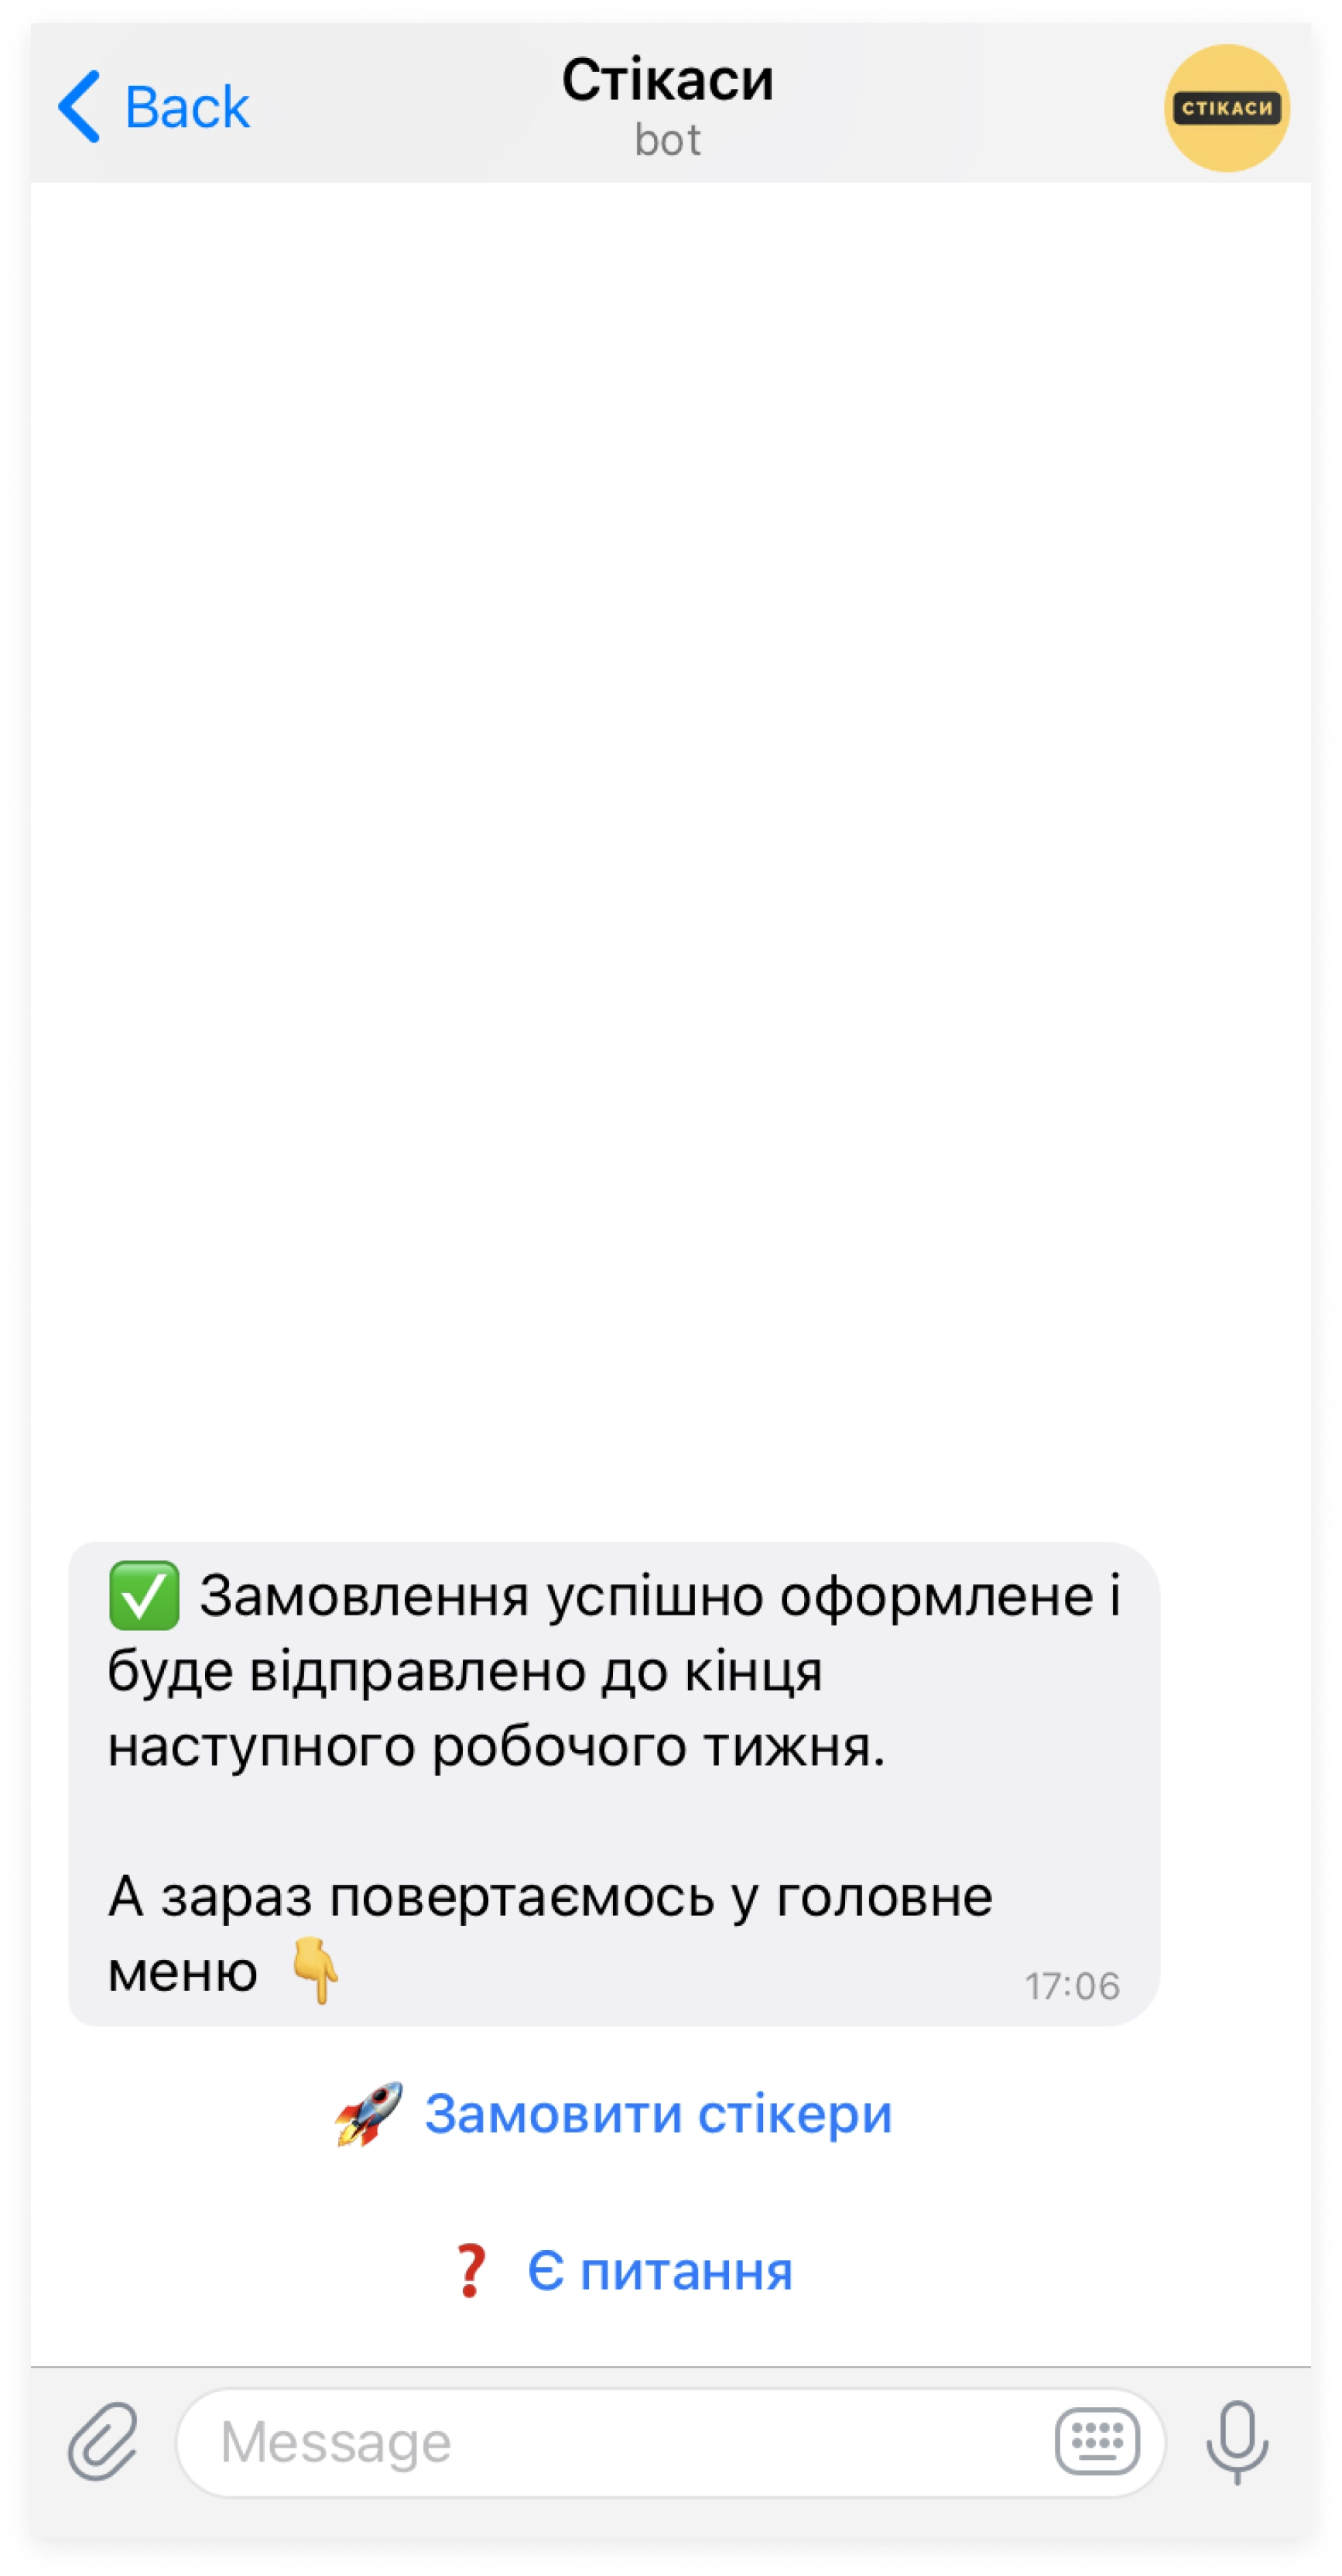 Back
Стікаси
bot
СТІКАСИ
✅ Замовлення успішно оформлене і
буде відправлено до кінця
наступного робочого тижня.
А зараз повертаємось у головне
меню 👇
17:06
🚀 Замовити стікери
❓ Є питання
Message